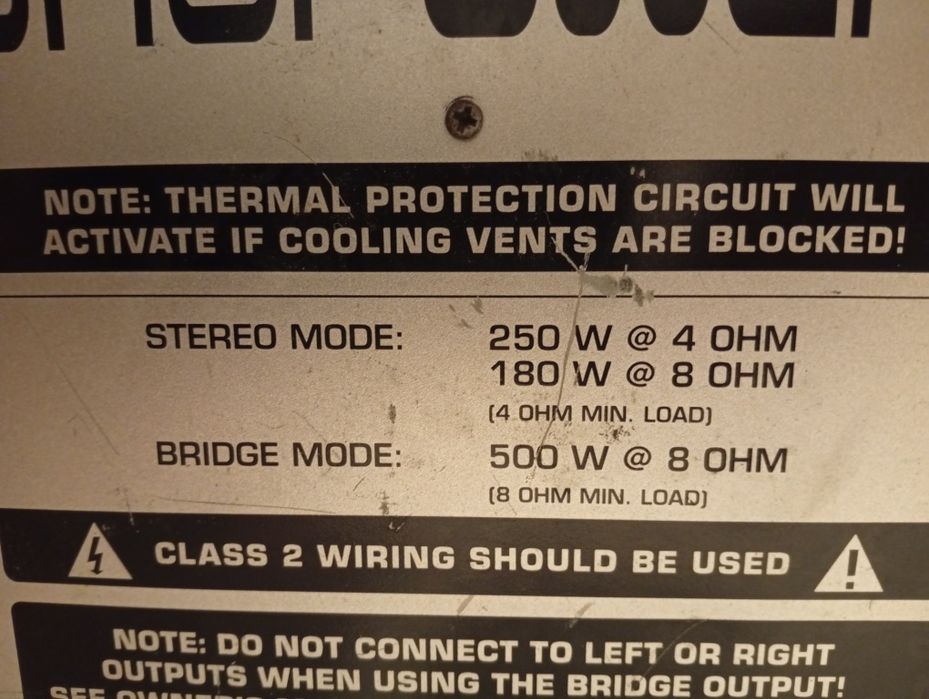 NOTE: THERMAL PROTECTION CIRCUIT WILL
ACTIVATE IF COOLING VENTS ARE BLOCKED!
STEREO MODE: 250 W @ 4 OHM
180 W @ 8 OHM
(4 OHM MIN. LOAD)
BRIDGE MODE: 500 W @ 8 OHM
(8 OHM MIN. LOAD)
CLASS 2 WIRING SHOULD BE USED
NOTE: DO NOT CONNECT TO LEFT OR RIGHT
OUTPUTS WHEN USING THE BRIDGE OUTPUT!
SEE